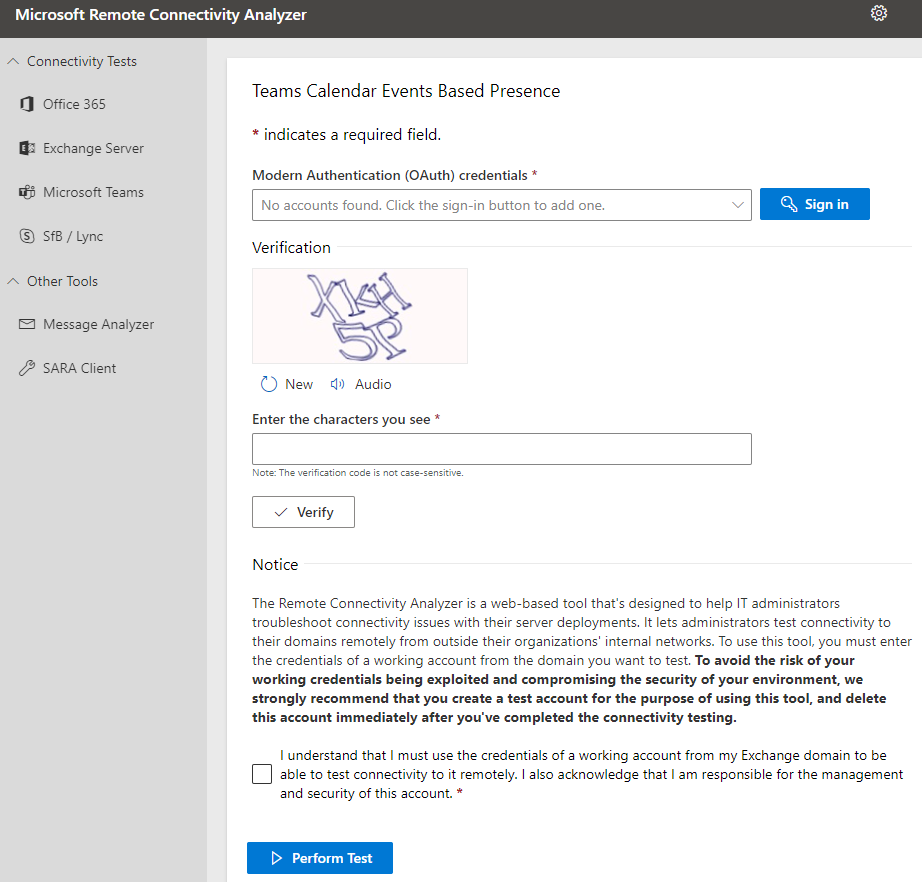 Microsoft Remote Connectivity Analyzer
Connectivity Tests
Office 365
Exchange Server
Microsoft Teams
SfB / Lync
Other Tools
Message Analyzer
SARA Client
Teams Calendar Events Based Presence
* indicates a required field.
Modern Authentication (OAuth) credentials *
No accounts found. Click the sign-in button to add one.
Sign in
Verification
New
Audio
Enter the characters you see *
Note: The verification code is not case-sensitive.
Verify
Notice
The Remote Connectivity Analyzer is a web-based tool that's designed to help IT administrators
troubleshoot connectivity issues with their server deployments. It lets administrators test connectivity to
their domains remotely from outside their organizations' internal networks. To use this tool, you must enter
the credentials of a working account from the domain you want to test. To avoid the risk of your
working credentials being exploited and compromising the security of your environment, we
strongly recommend that you create a test account for the purpose of using this tool, and delete
this account immediately after you've completed the connectivity testing.
I understand that I must use the credentials of a working account from my Exchange domain to be
able to test connectivity to it remotely. I also acknowledge that I am responsible for the management
and security of this account. *
Perform Test